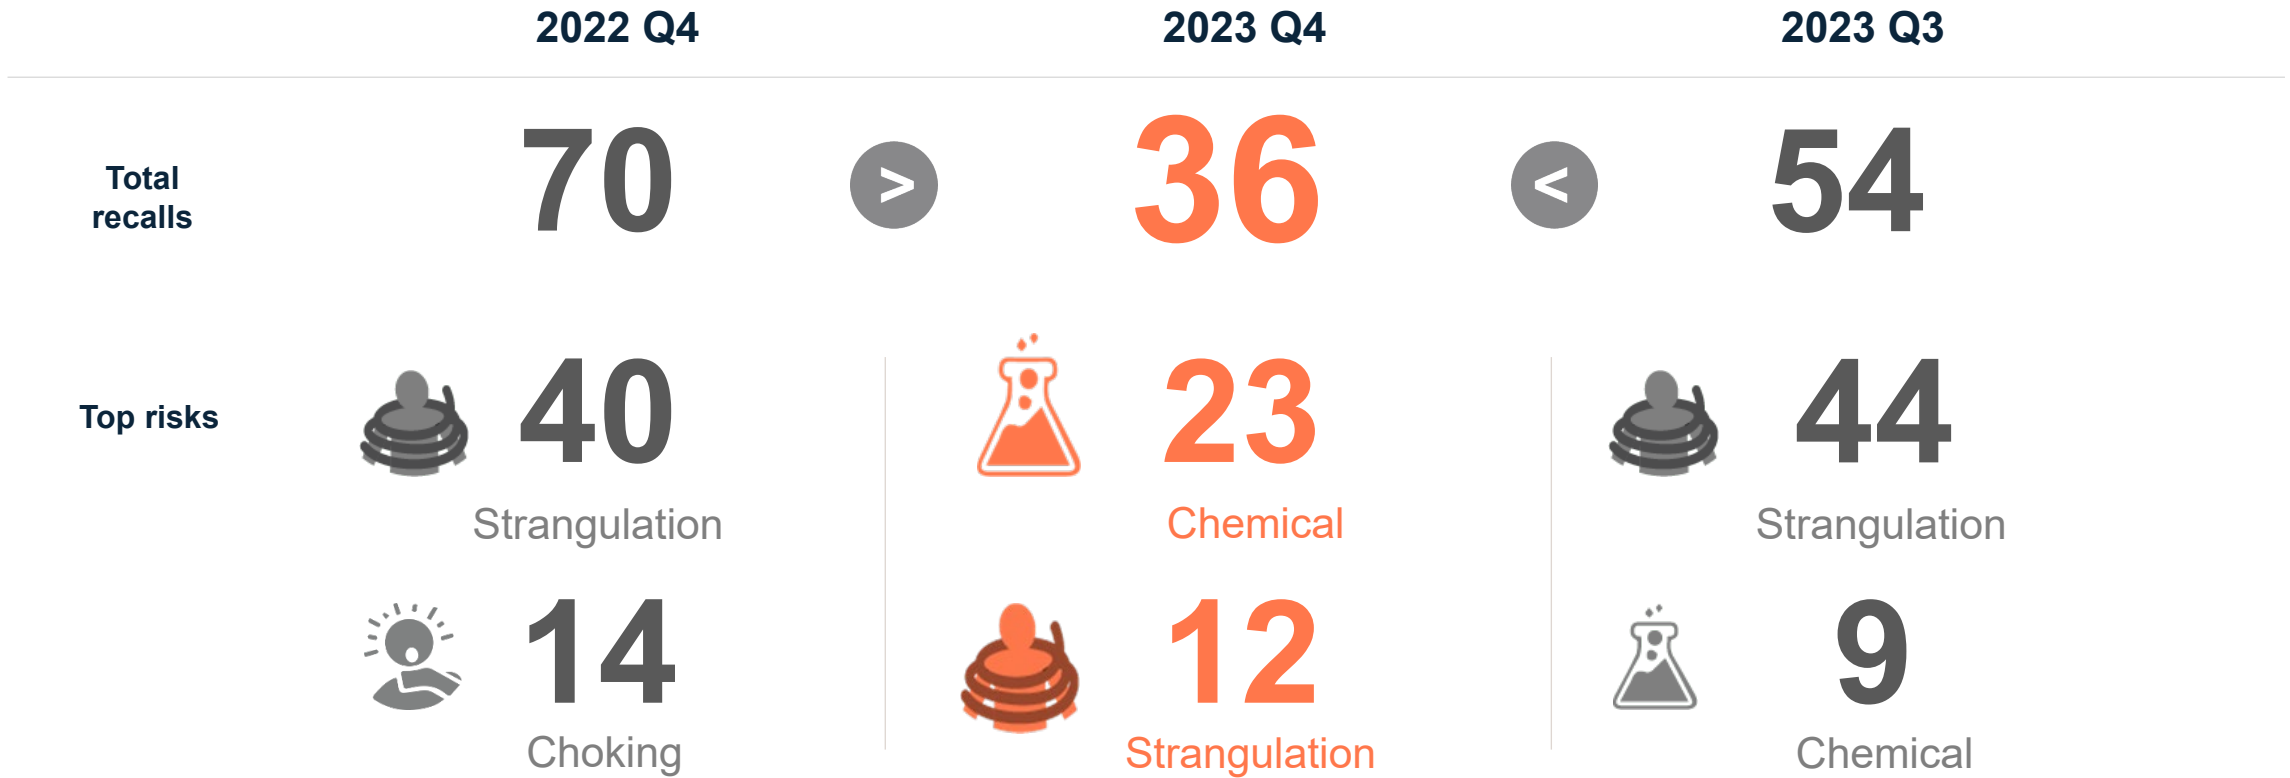 2022 Q4 2023 Q4 2023 Q3
Total
recalls
70 > 36 < 54
Top risks
40 23 44
Strangulation Chemical Strangulation
14 12 9
Choking Strangulation Chemical